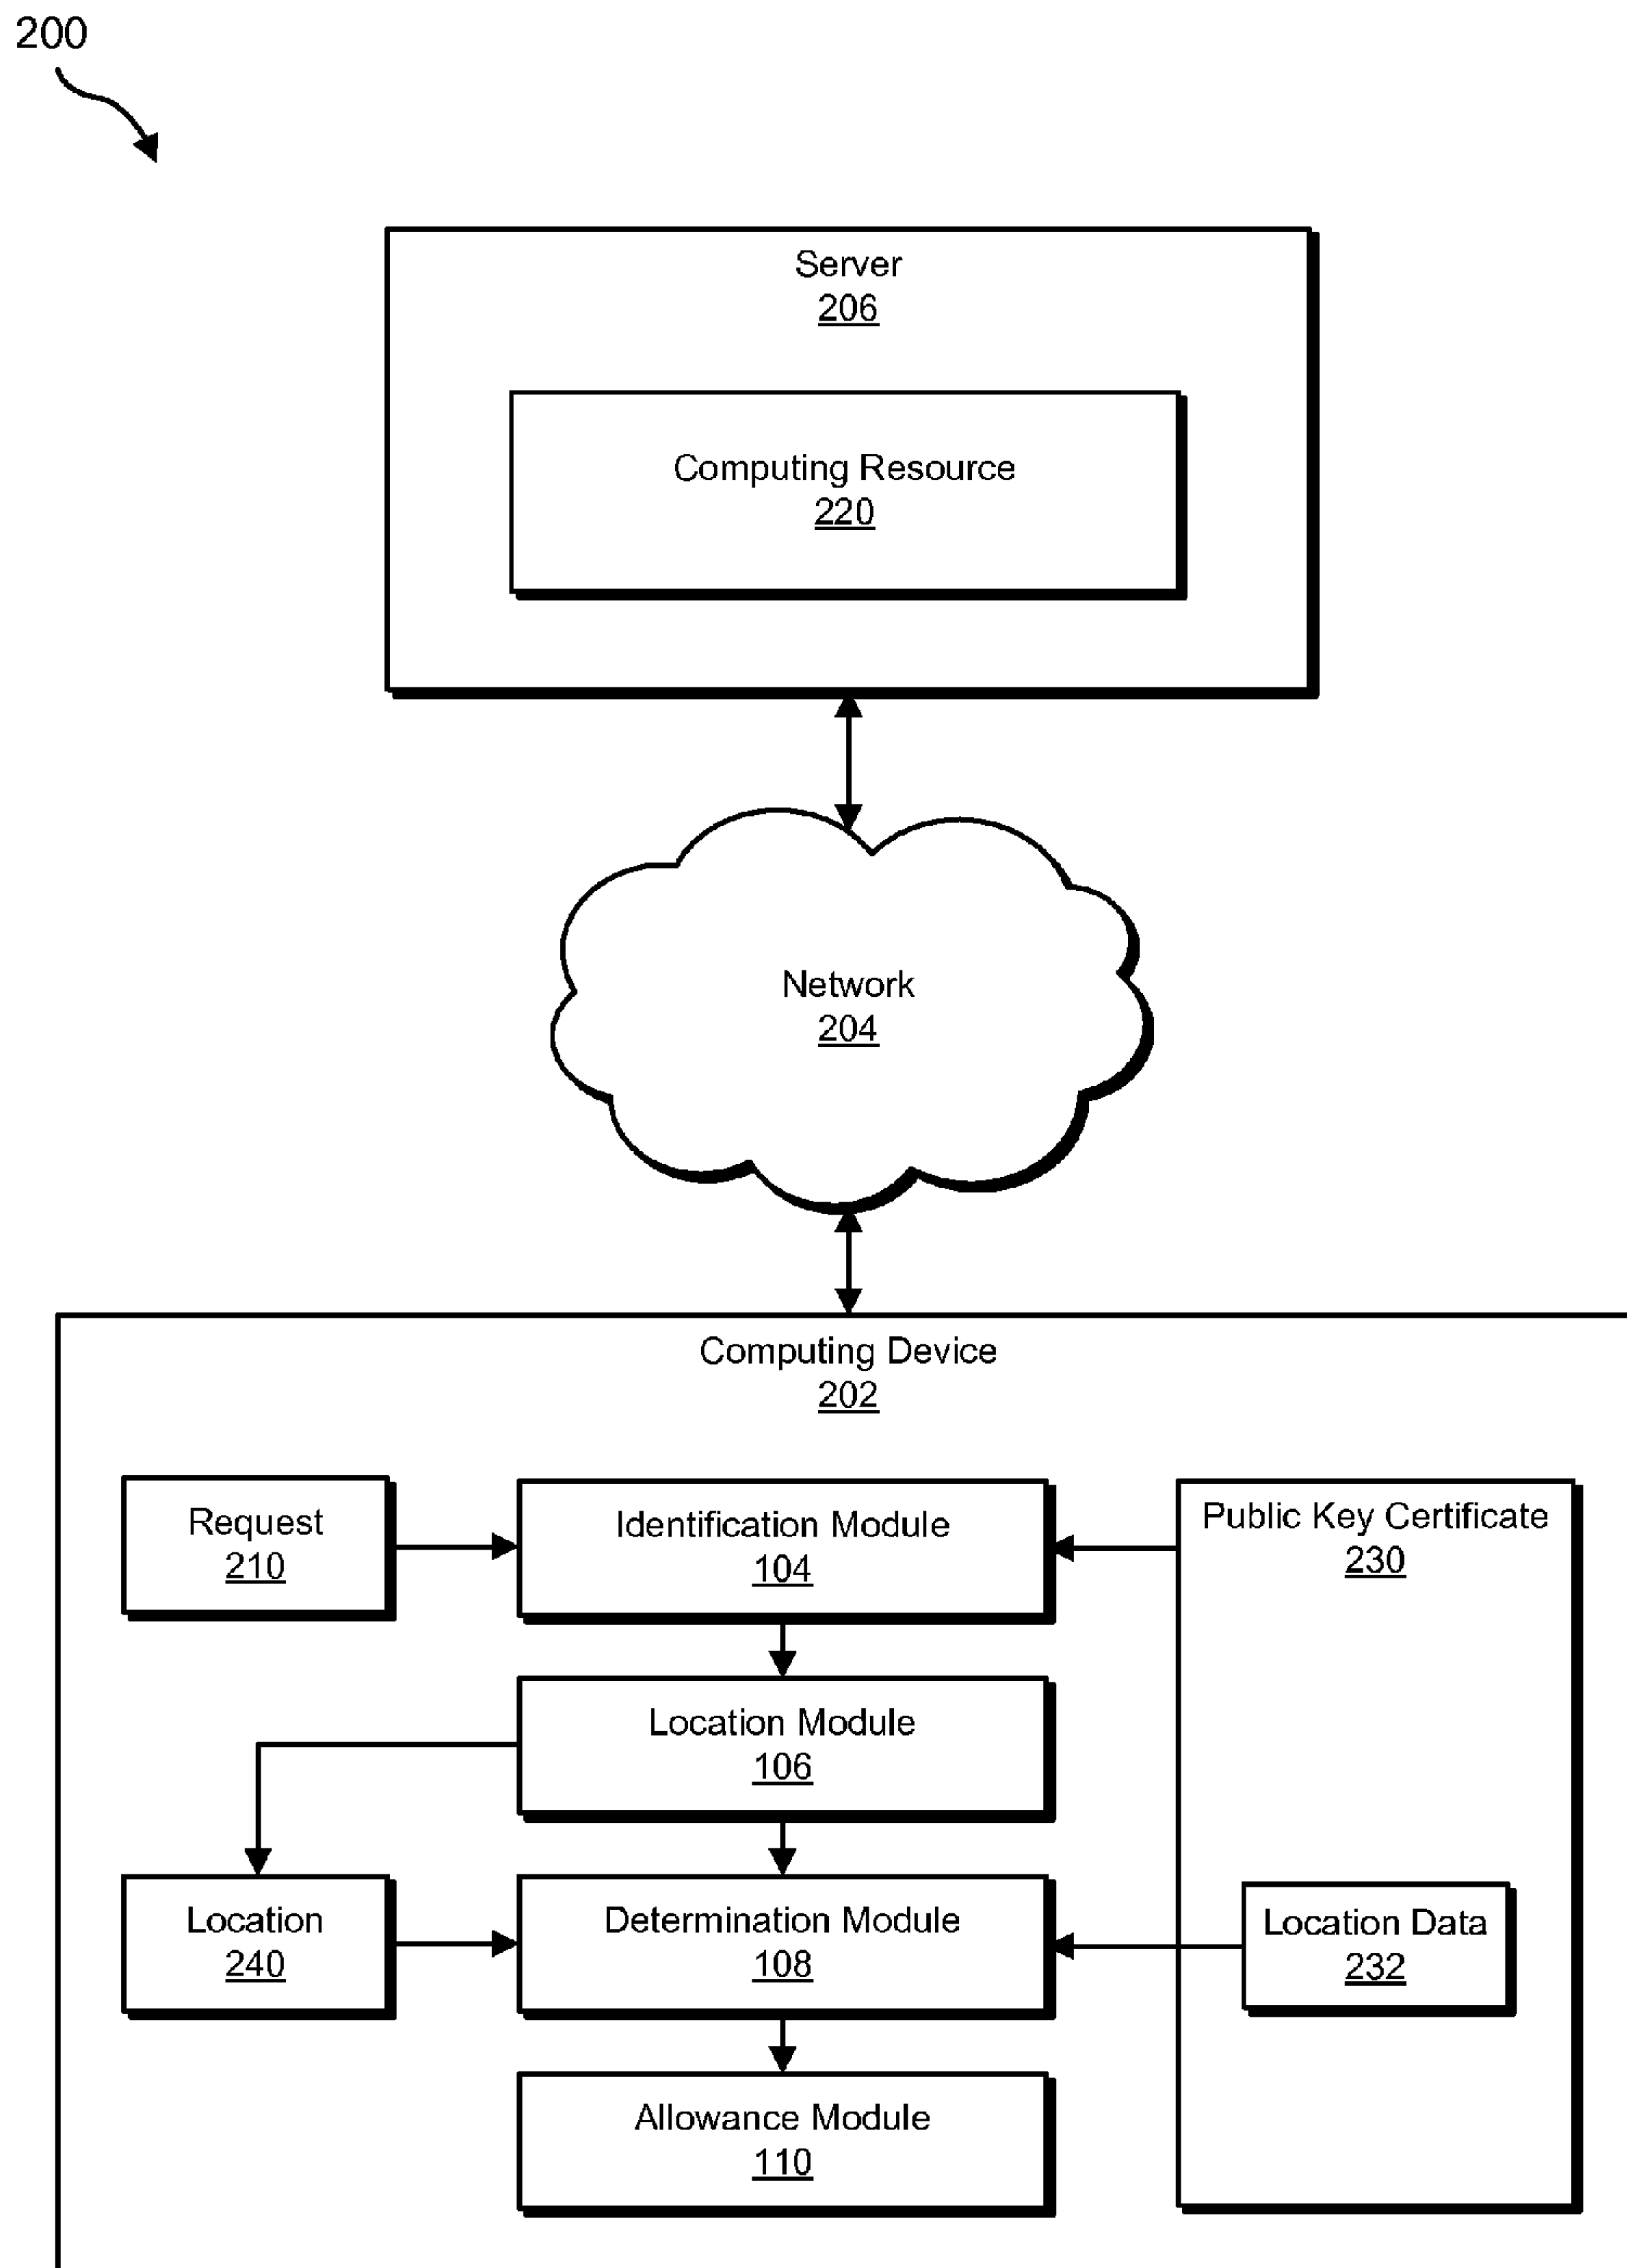 200
Server
206
Computing Resource
220
Network
204
Computing Device
202
Request
210
Identification Module
104
Public Key Certificate
230
Location Module
106
Location
240
Determination Module
108
Location Data
232
Allowance Module
110